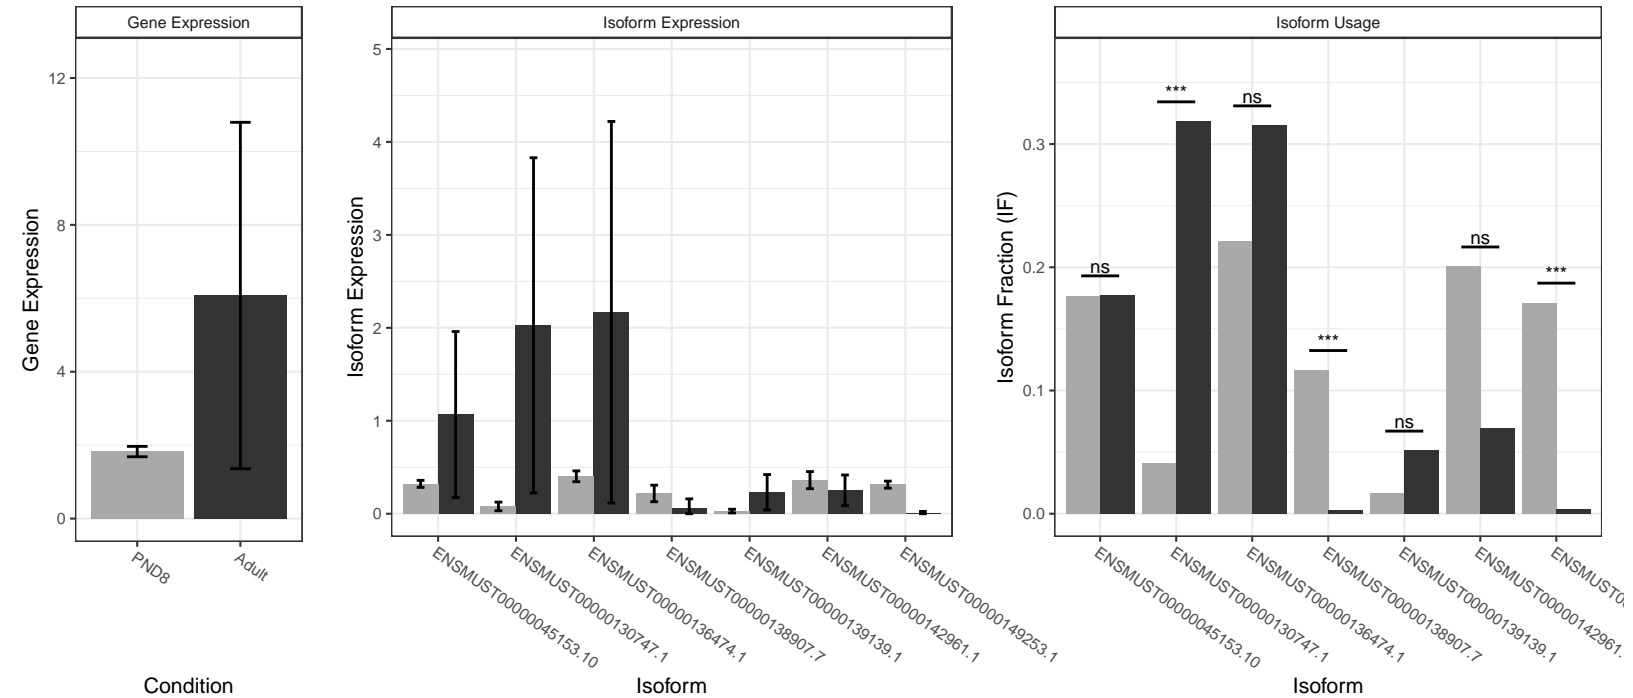 Gene Expression
Gene Expression
12
8
4
0
PND8
Adult
Condition
Isoform Expression
Isoform Expression
5
4
3
2
1
0
ENSMUST00000045153.10
ENSMUST00000130747.1
ENSMUST00000136474.1
ENSMUST00000138907.7
ENSMUST00000139139.1
ENSMUST00000142961.1
ENSMUST00000149253.1
Isoform
Isoform Usage
Isoform Fraction (IF)
0.3
0.2
0.1
0.0
ns
***
ns
***
ns
ns
***
ENSMUST00000045153.10
ENSMUST00000130747.1
ENSMUST00000136474.1
ENSMUST00000138907.7
ENSMUST00000139139.1
ENSMUST00000142961.
Isoform